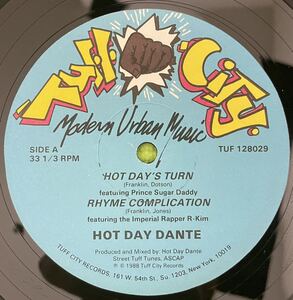 Tuff City
Modern Urban Music
SIDE A
33 1/3 RPM
TUF 128029
HOT DAY'S TURN
(Franklin, Dotson)
featuring Prince Sugar Daddy
RHYME COMPLICATION
(Franklin, Jones)
featuring the Imperial Rapper R-Kim
HOT DAY DANTE
Produced and Mixed by: Hot Day Dante
Street Tuff Tunes, ASCAP
℗ © 1988 Tuff City Records
TUFF CITY RECORDS, 161 W. 54th St., Su. 1203, New York, N.Y. 10019